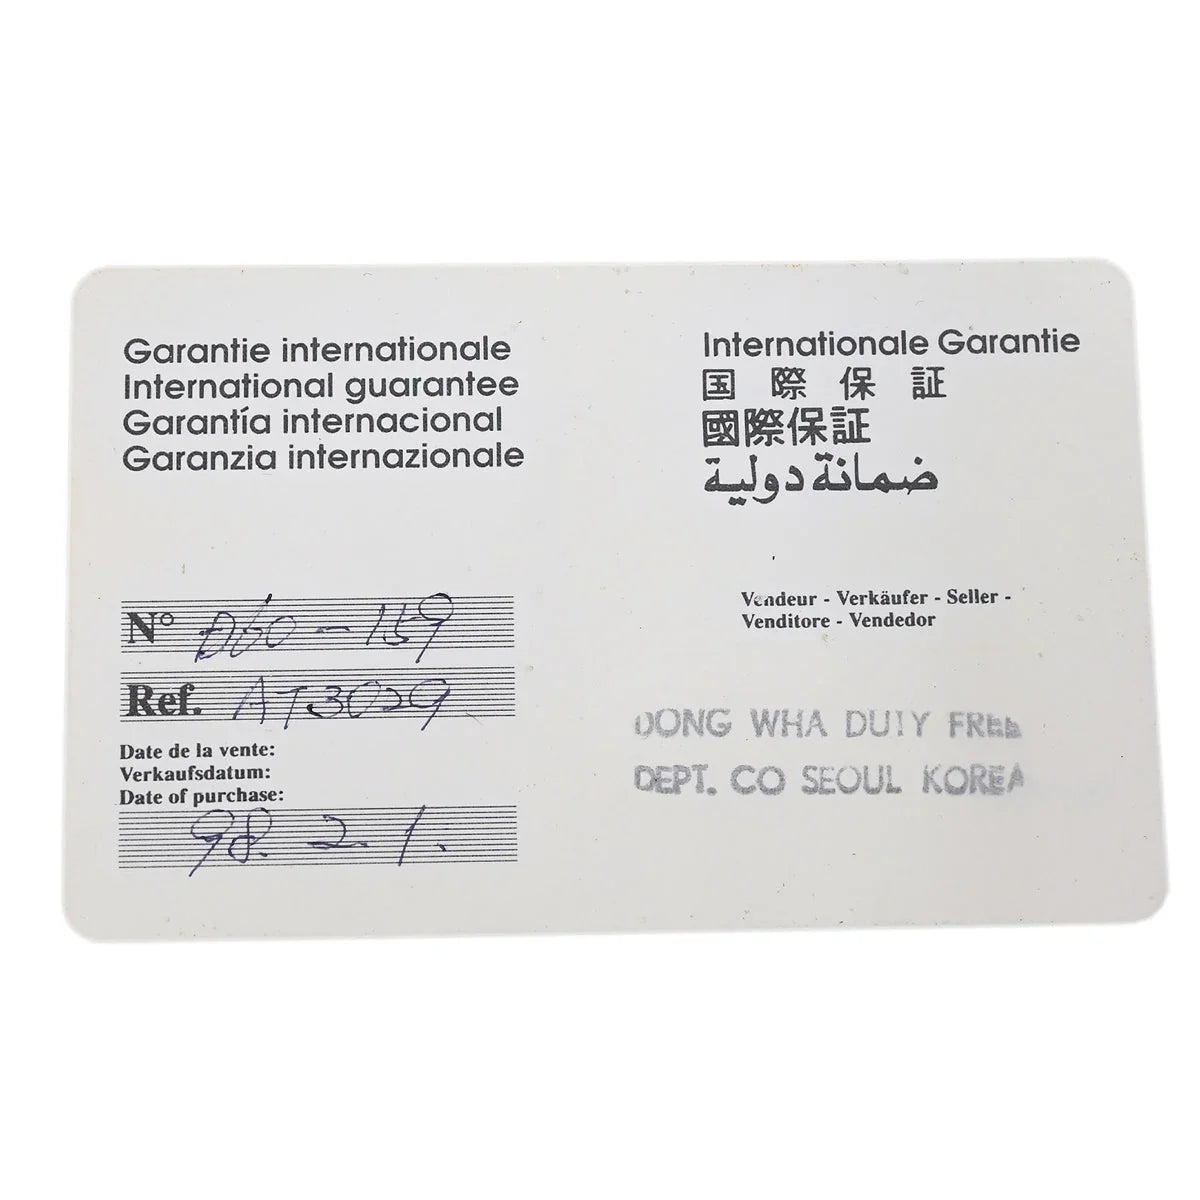 Garantie internationale
International guarantee
Garantía internacional
Garanzia internazionale
Internationale Garantie
国際保証
國際保証
ضمانة دولية
N° D60-159
Ref. AT3029
Date de la vente:
Verkaufsdatum:
Date of purchase:
98. 2. 1.
Vendeur - Verkäufer - Seller -
Venditore - Vendedor
DONG WHA DUTY FREE
DEPT. CO SEOUL KOREA